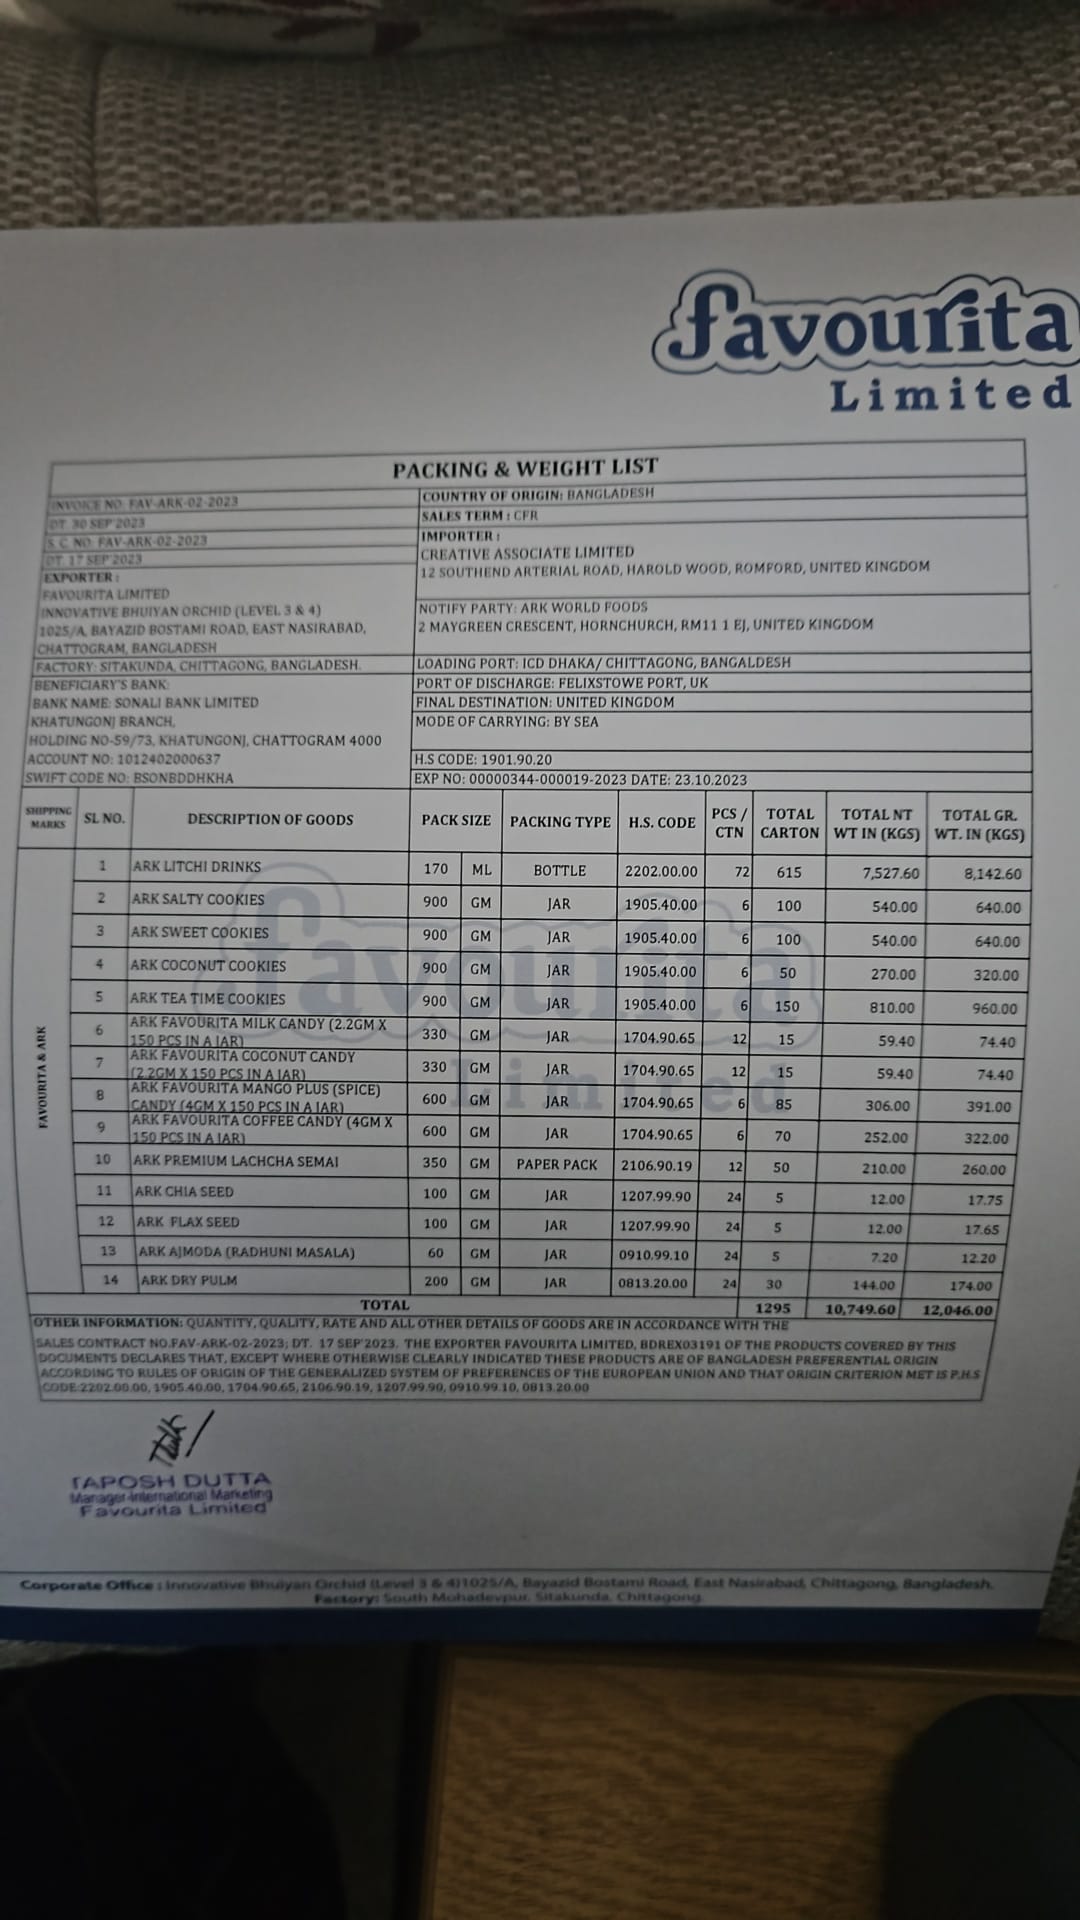 favourita
Limited
PACKING & WEIGHT LIST
INVOICE NO: FAV-ARK-02-2023
DT. 30 SEP'2023
S.C. NO: FAV-ARK-02-2023
DT. 17 SEP'2023
EXPORTER :
FAVOURITA LIMITED
INNOVATIVE BHUIYAN ORCHID (LEVEL 3 & 4)
1025/A, BAYAZID BOSTAMI ROAD, EAST NASIRABAD,
CHATTOGRAM, BANGLADESH
FACTORY: SITAKUNDA, CHITTAGONG, BANGLADESH.
BENEFICIARY'S BANK:
BANK NAME: SONALI BANK LIMITED
KHATUNGONJ BRANCH,
HOLDING NO-59/73, KHATUNGONJ, CHATTOGRAM 4000
ACCOUNT NO: 1012402000637
SWIFT CODE NO: BSONBDDHKHA
COUNTRY OF ORIGIN: BANGLADESH
SALES TERM : CFR
IMPORTER :
CREATIVE ASSOCIATE LIMITED
12 SOUTHEND ARTERIAL ROAD, HAROLD WOOD, ROMFORD, UNITED KINGDOM
NOTIFY PARTY: ARK WORLD FOODS
2 MAYGREEN CRESCENT, HORNCHURCH, RM11 1 EJ, UNITED KINGDOM
LOADING PORT: ICD DHAKA/ CHITTAGONG, BANGALDESH
PORT OF DISCHARGE: FELIXSTOWE PORT, UK
FINAL DESTINATION: UNITED KINGDOM
MODE OF CARRYING: BY SEA
H.S CODE: 1901.90.20
EXP NO: 00000344-000019-2023 DATE: 23.10.2023
SHIPPING MARKS SL NO. DESCRIPTION OF GOODS PACK SIZE PACKING TYPE H.S. CODE PCS / CTN TOTAL CARTON TOTAL NT WT IN (KGS) TOTAL GR. WT. IN (KGS)
FAVOURITA & ARK
1 ARK LITCHI DRINKS 170 ML BOTTLE 2202.00.00 72 615 7,527.60 8,142.60
2 ARK SALTY COOKIES 900 GM JAR 1905.40.00 6 100 540.00 640.00
3 ARK SWEET COOKIES 900 GM JAR 1905.40.00 6 100 540.00 640.00
4 ARK COCONUT COOKIES 900 GM JAR 1905.40.00 6 50 270.00 320.00
5 ARK TEA TIME COOKIES 900 GM JAR 1905.40.00 6 150 810.00 960.00
6 ARK FAVOURITA MILK CANDY (2.2GM X 150 PCS IN A JAR) 330 GM JAR 1704.90.65 12 15 59.40 74.40
7 ARK FAVOURITA COCONUT CANDY (2.2GM X 150 PCS IN A JAR) 330 GM JAR 1704.90.65 12 15 59.40 74.40
8 ARK FAVOURITA MANGO PLUS (SPICE) CANDY (4GM X 150 PCS IN A JAR) 600 GM JAR 1704.90.65 6 85 306.00 391.00
9 ARK FAVOURITA COFFEE CANDY (4GM X 150 PCS IN A JAR) 600 GM JAR 1704.90.65 6 70 252.00 322.00
10 ARK PREMIUM LACHCHA SEMAI 350 GM PAPER PACK 2106.90.19 12 50 210.00 260.00
11 ARK CHIA SEED 100 GM JAR 1207.99.90 24 5 12.00 17.75
12 ARK FLAX SEED 100 GM JAR 1207.99.90 24 5 12.00 17.65
13 ARK AJMODA (RADHUNI MASALA) 60 GM JAR 0910.99.10 24 5 7.20 12.20
14 ARK DRY PULM 200 GM JAR 0813.20.00 24 30 144.00 174.00
TOTAL 1295 10,749.60 12,046.00
OTHER INFORMATION: QUANTITY, QUALITY, RATE AND ALL OTHER DETAILS OF GOODS ARE IN ACCORDANCE WITH THE
SALES CONTRACT NO.FAV-ARK-02-2023; DT. 17 SEP'2023. THE EXPORTER FAVOURITA LIMITED, BDREX03191 OF THE PRODUCTS COVERED BY THIS
DOCUMENTS DECLARES THAT, EXCEPT WHERE OTHERWISE CLEARLY INDICATED THESE PRODUCTS ARE OF BANGLADESH PREFERENTIAL ORIGIN
ACCORDING TO RULES OF ORIGIN OF THE GENERALIZED SYSTEM OF PREFERENCES OF THE EUROPEAN UNION AND THAT ORIGIN CRITERION MET IS P.H.S
CODE:2202.00.00, 1905.40.00, 1704.90.65, 2106.90.19, 1207.99.90, 0910.99.10, 0813.20.00
favourita
Limited
TAPOSH DUTTA
Manager-International Marketing
Favourita Limited
Corporate Office : Innovative Bhuiyan Orchid (Level 3 & 4)1025/A, Bayazid Bostami Road, East Nasirabad, Chittagong, Bangladesh.
Factory: South Mohadevpur, Sitakunda, Chittagong.